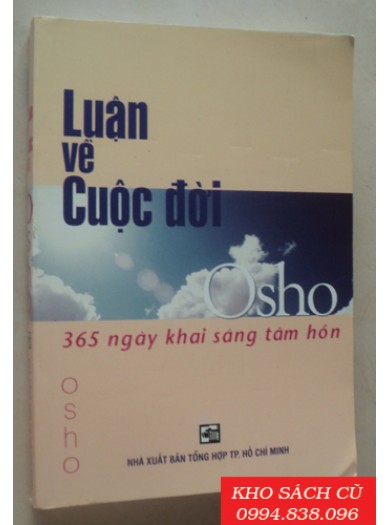 Luận
về
Cuộc đời
Osho
365 ngày khai sáng tâm hồn
osho
NHÀ XUẤT BẢN TỔNG HỢP TP. HỒ CHÍ MINH
KHO SÁCH CŨ
0994.838.096